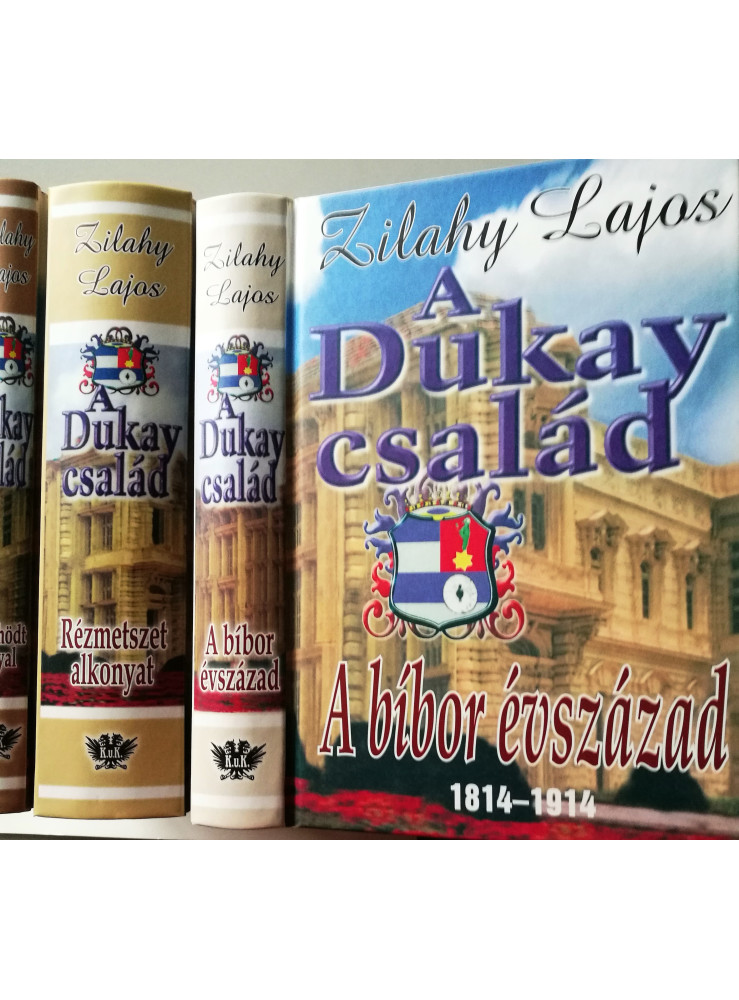 Zilahy
Lajos
A
Dukay
család
Rézmetszet
alkonyat
K.u.K.
Zilahy
Lajos
A
Dukay
család
A bíbor
évszázad
K.u.K.
Zilahy Lajos
A
Dukay
család
A bíbor évszázad
1814–1914